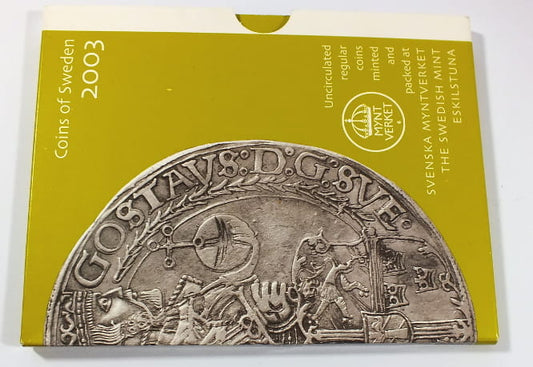 Coins of Sweden
2003
Uncirculated
regular
coins
minted
and
packed at
SVENSKA MYNTVERKET
THE SWEDISH MINT
ESKILSTUNA
MYNT
VERKET
GOSTAVS:D:G:SVE